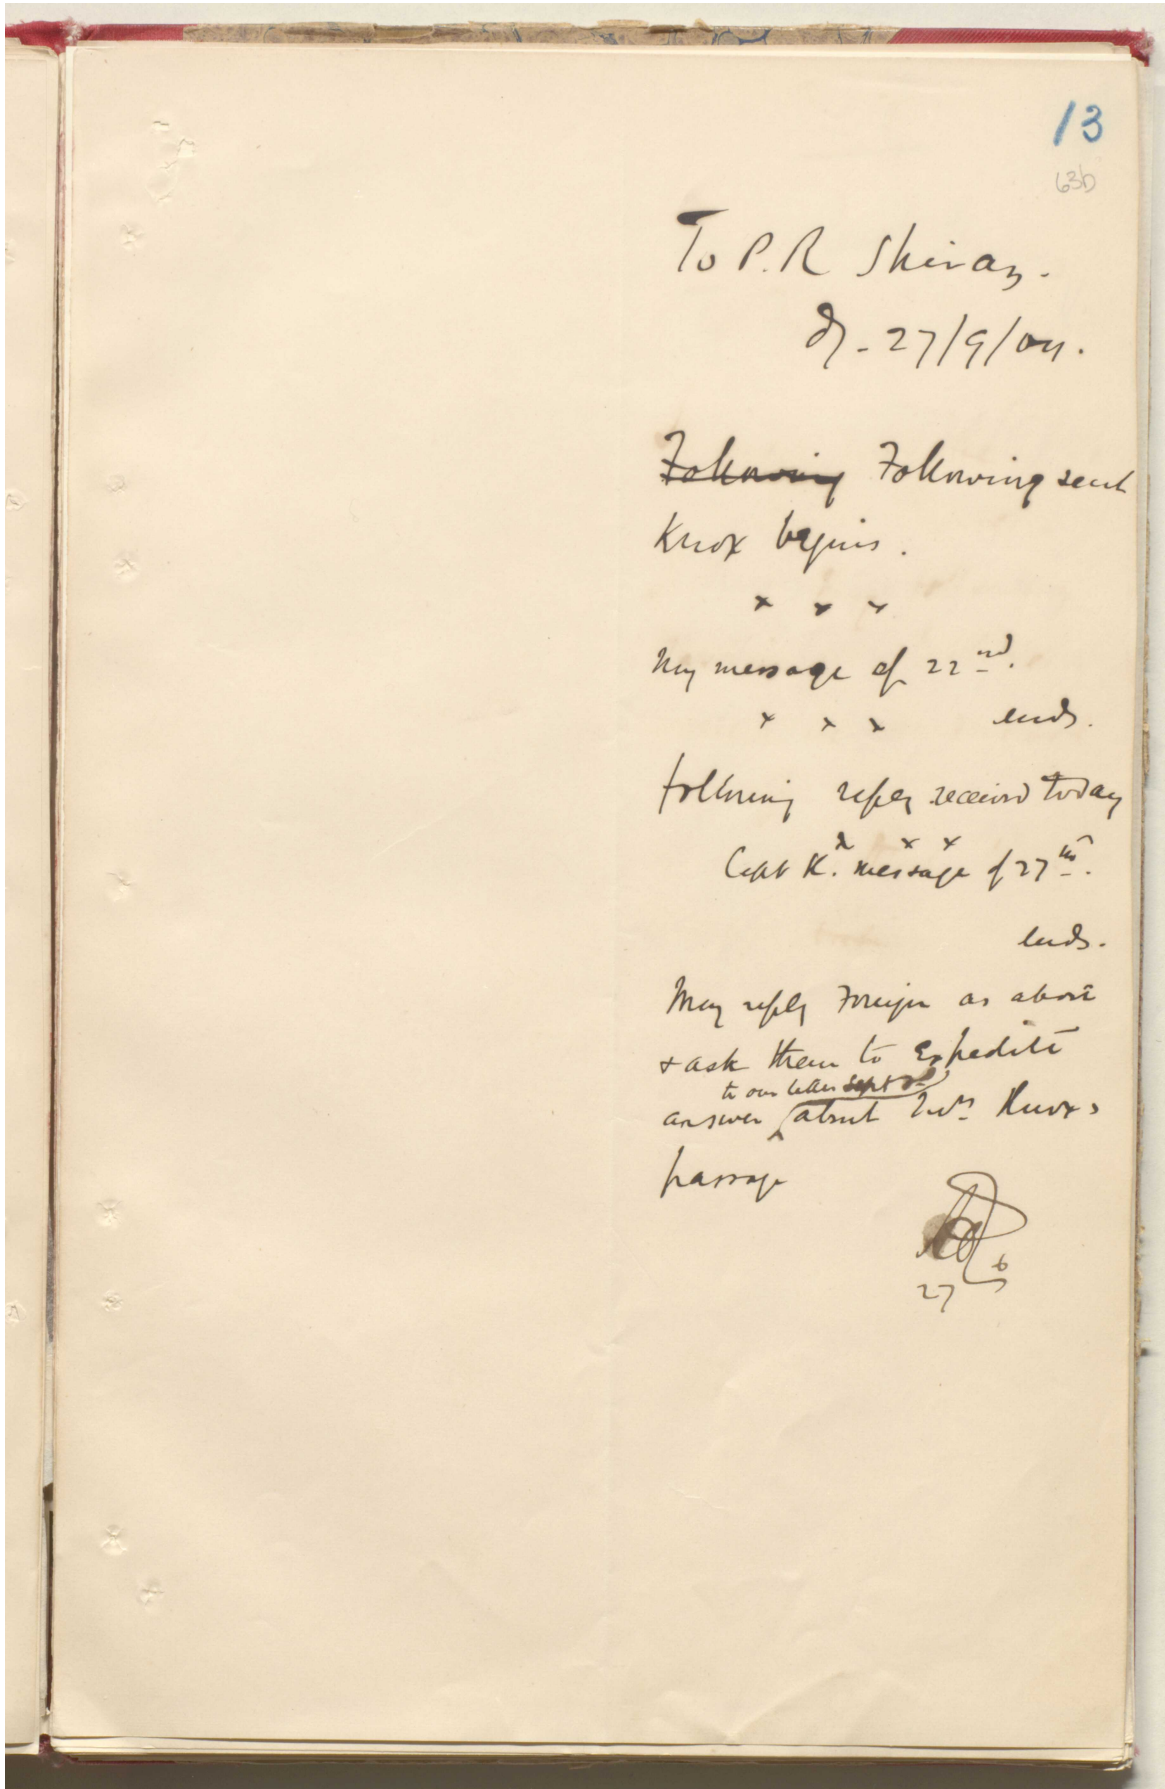 13
63b
To P.R Shiraz.
D/- 27/9/04.
Following Following sent
Knox begins.
x x x
My message of 22nd.
x x x ends.
following reply received today
x x x
Capt K. message of 27th.
ends.
May reply Foreign as above
& ask them to expedite
to our letter Sept
answer about Mrs Knox's
passage
27